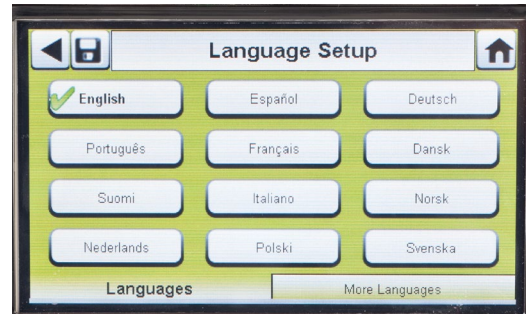 Language Setup
English Español Deutsch
Português Français Dansk
Suomi Italiano Norsk
Nederlands Polski Svenska
Languages More Languages